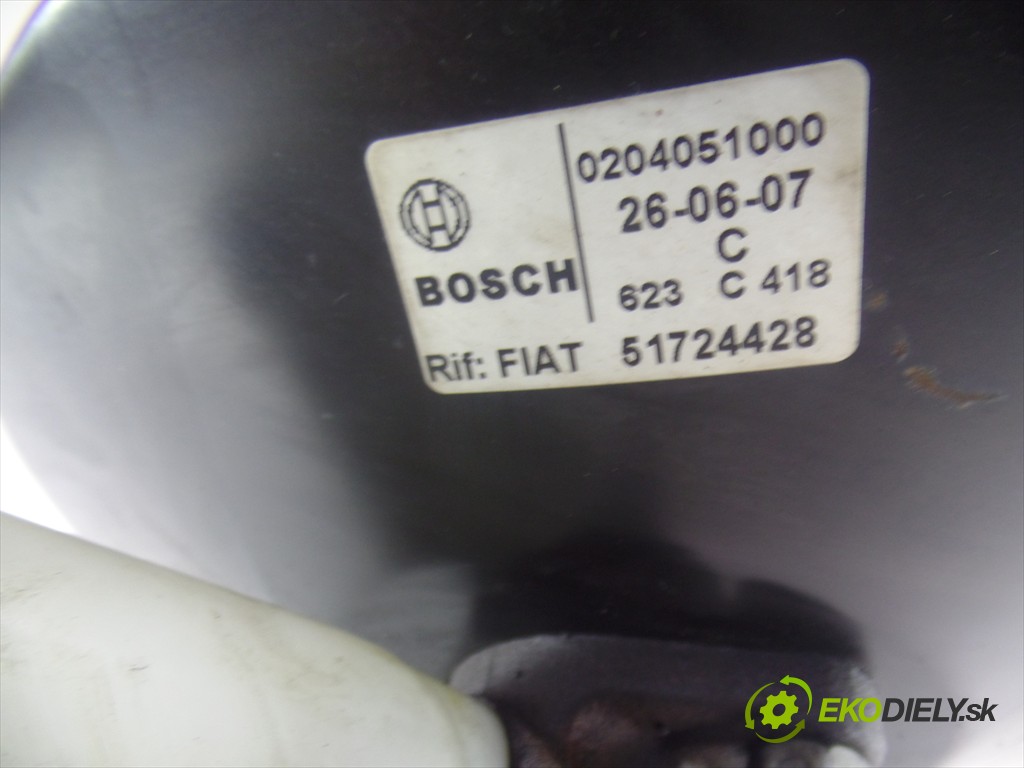 0204051000
26-06-07
C
BOSCH
623 C 418
Rif: FIAT 51724428
EKODIELY.sk